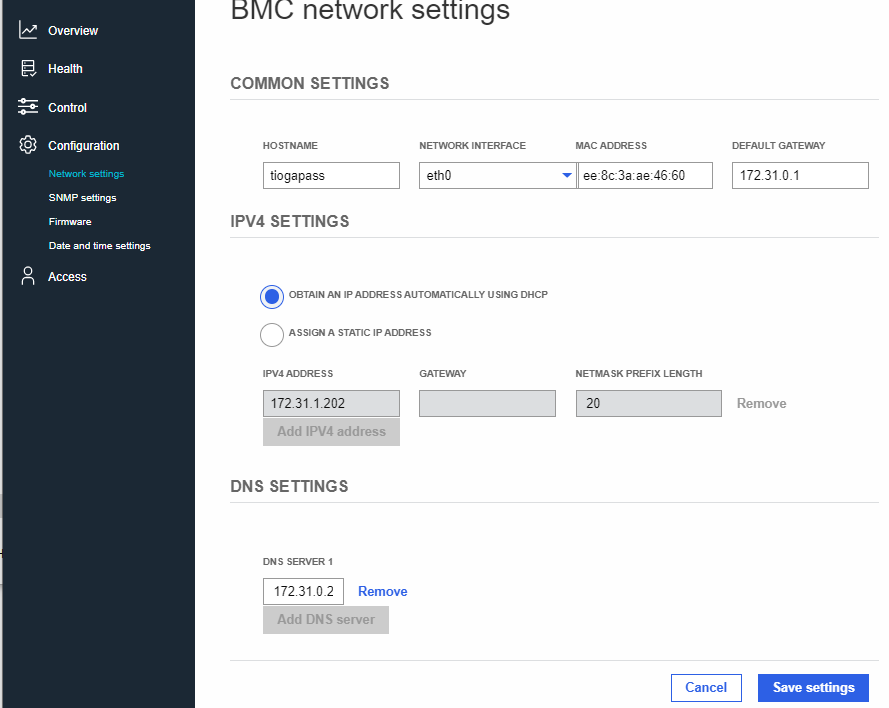 BMC network settings
Overview
Health
Control
Configuration
Network settings
SNMP settings
Firmware
Date and time settings
Access
COMMON SETTINGS
HOSTNAME NETWORK INTERFACE MAC ADDRESS DEFAULT GATEWAY
tiogapass eth0 ee:8c:3a:ae:46:60 172.31.0.1
IPV4 SETTINGS
OBTAIN AN IP ADDRESS AUTOMATICALLY USING DHCP
ASSIGN A STATIC IP ADDRESS
IPV4 ADDRESS GATEWAY NETMASK PREFIX LENGTH
172.31.1.202 20 Remove
Add IPV4 address
DNS SETTINGS
DNS SERVER 1
172.31.0.2 Remove
Add DNS server
Cancel Save settings